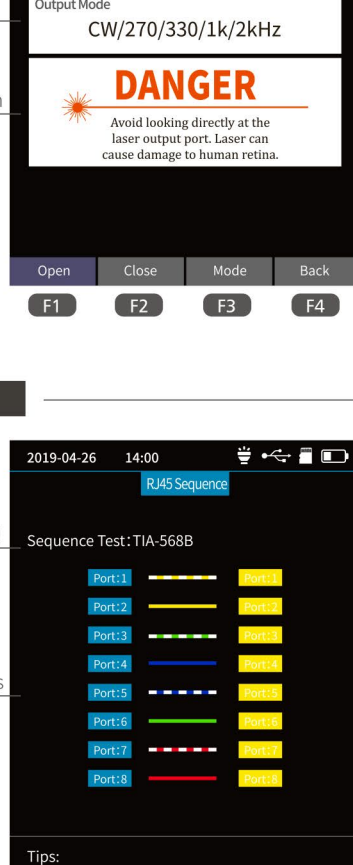 Output Mode
CW/270/330/1k/2kHz
DANGER
Avoid looking directly at the
laser output port. Laser can
cause damage to human retina.
Open Close Mode Back
F1 F2 F3 F4
2019-04-26 14:00
RJ45 Sequence
Sequence Test:TIA-568B
Port:1 Port:1
Port:2 Port:2
Port:3 Port:3
Port:4 Port:4
Port:5 Port:5
Port:6 Port:6
Port:7 Port:7
Port:8 Port:8
Tips: